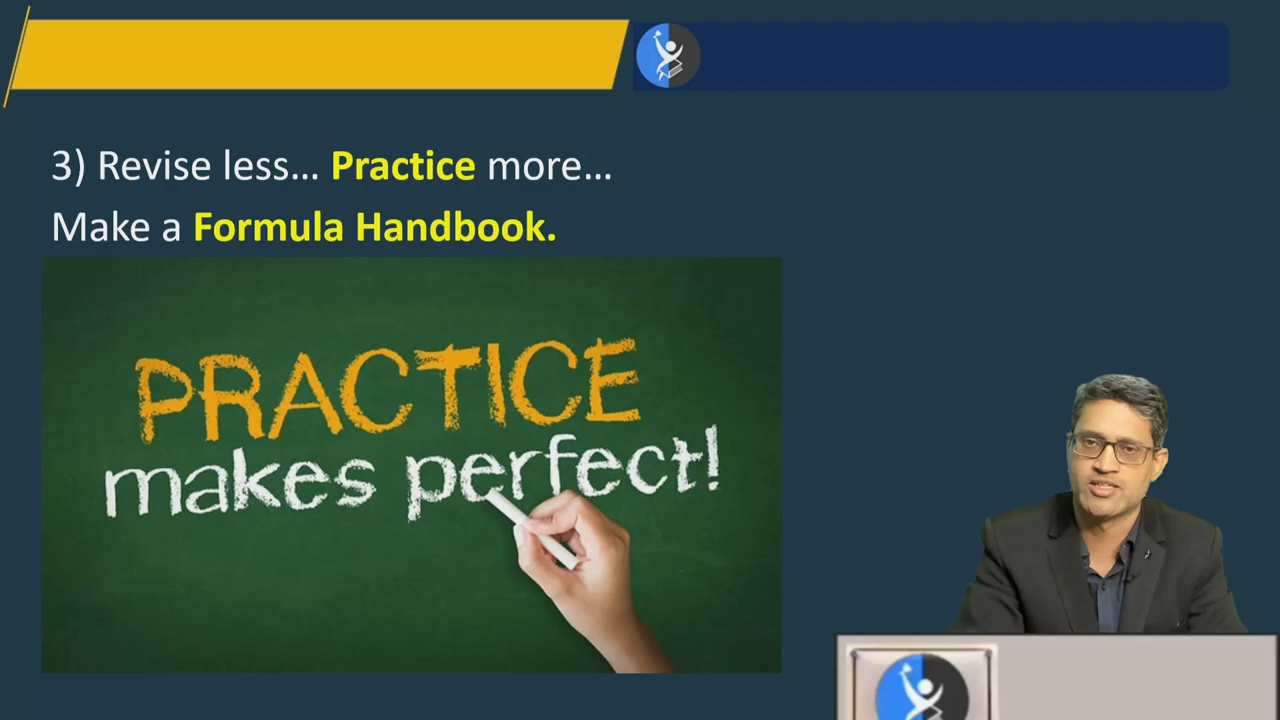 3) Revise less… Practice more…
Make a Formula Handbook.
PRACTICE
makes perfect!